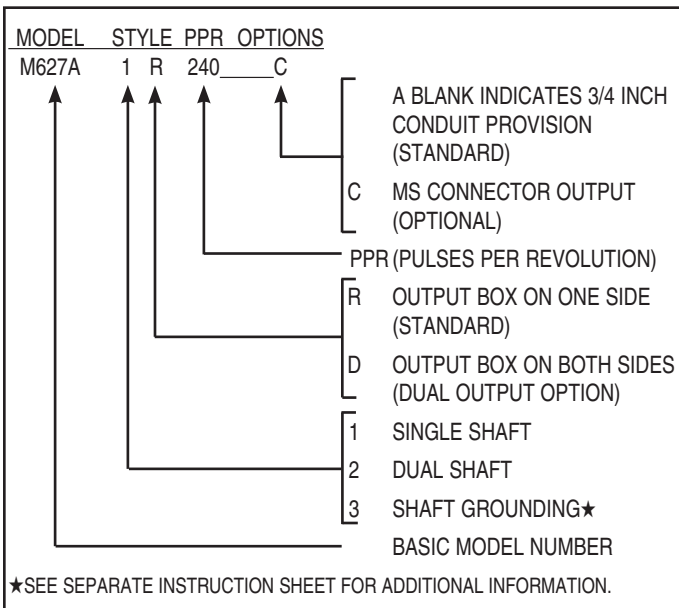 MODEL STYLE PPR OPTIONS
M627A 1 R 240____C
A BLANK INDICATES 3/4 INCH
CONDUIT PROVISION
(STANDARD)
C MS CONNECTOR OUTPUT
(OPTIONAL)
PPR (PULSES PER REVOLUTION)
R OUTPUT BOX ON ONE SIDE
(STANDARD)
D OUTPUT BOX ON BOTH SIDES
(DUAL OUTPUT OPTION)
1 SINGLE SHAFT
2 DUAL SHAFT
3 SHAFT GROUNDING★
BASIC MODEL NUMBER
★SEE SEPARATE INSTRUCTION SHEET FOR ADDITIONAL INFORMATION.